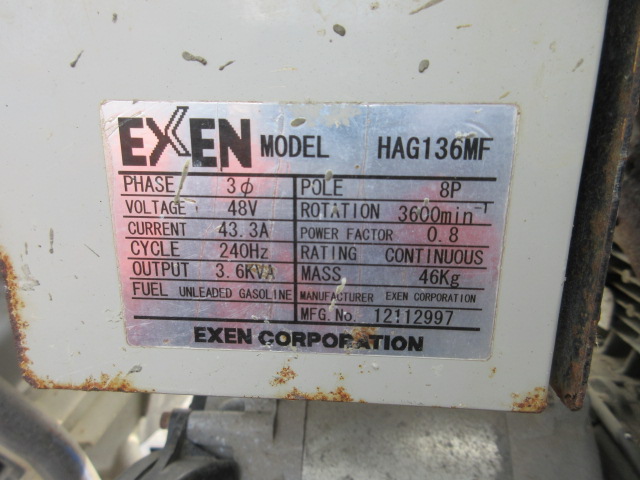 EXEN MODEL HAG136MF
PHASE 3φ POLE 8P
VOLTAGE 48V ROTATION 3600min⁻¹
CURRENT 43.3A POWER FACTOR 0.8
CYCLE 240Hz RATING CONTINUOUS
OUTPUT 3.6KVA MASS 46Kg
FUEL UNLEADED GASOLINE MANUFACTURER EXEN CORPORATION
MFG. No. 12112997
EXEN CORPORATION